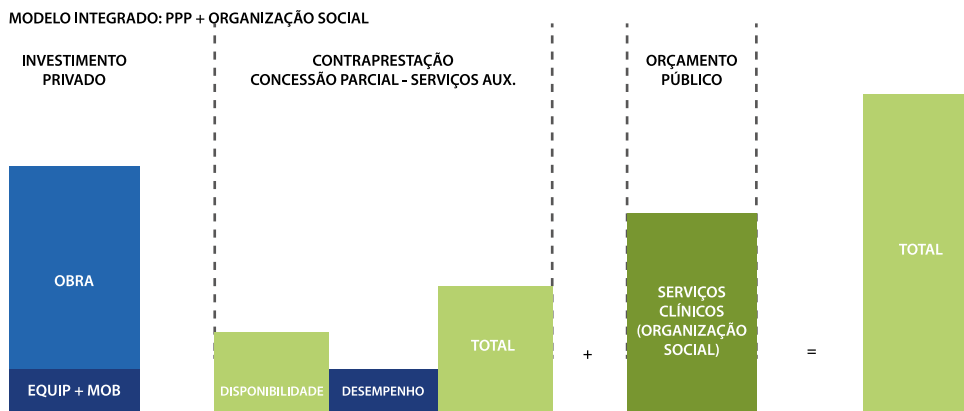 MODELO INTEGRADO: PPP + ORGANIZAÇÃO SOCIAL
INVESTIMENTO
PRIVADO
CONTRAPRESTAÇÃO
CONCESSÃO PARCIAL - SERVIÇOS AUX.
ORÇAMENTO
PÚBLICO
OBRA
EQUIP + MOB
DISPONIBILIDADE
DESEMPENHO
TOTAL
+
SERVIÇOS
CLÍNICOS
(ORGANIZAÇÃO
SOCIAL)
=
TOTAL